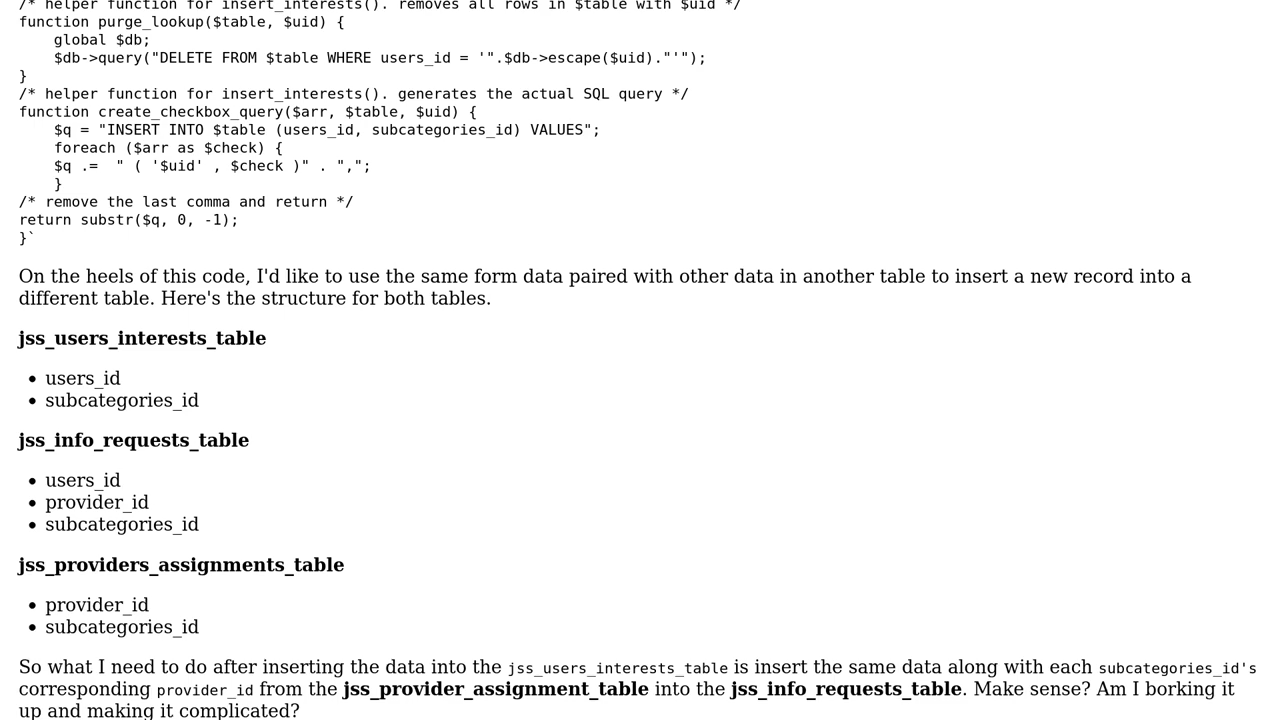 /* helper function for insert_interests(). removes all rows in $table with $uid */
function purge_lookup($table, $uid) {
    global $db;
    $db->query("DELETE FROM $table WHERE users_id = '".$db->escape($uid)."'");
}
/* helper function for insert_interests(). generates the actual SQL query */
function create_checkbox_query($arr, $table, $uid) {
    $q = "INSERT INTO $table (users_id, subcategories_id) VALUES";
    foreach ($arr as $check) {
    $q .=  " ( '$uid' , $check )" . ",";
    }
/* remove the last comma and return */
return substr($q, 0, -1);
}`
On the heels of this code, I'd like to use the same form data paired with other data in another table to insert a new record into a
different table. Here's the structure for both tables.
jss_users_interests_table
• users_id
• subcategories_id
jss_info_requests_table
• users_id
• provider_id
• subcategories_id
jss_providers_assignments_table
• provider_id
• subcategories_id
So what I need to do after inserting the data into the jss_users_interests_table is insert the same data along with each subcategories_id's
corresponding provider_id from the jss_provider_assignment_table into the jss_info_requests_table. Make sense? Am I borking it
up and making it complicated?